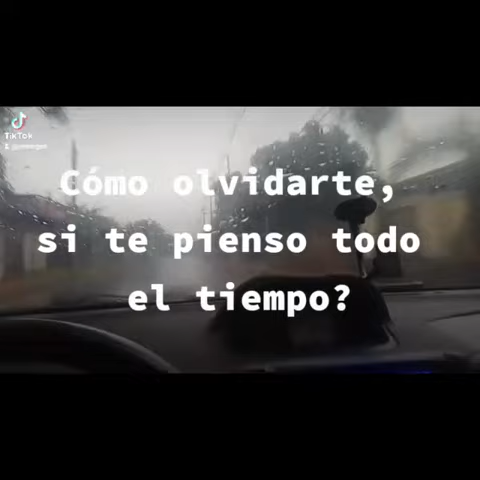 TikTok
Cómo olvidarte,
si te pienso todo
el tiempo?